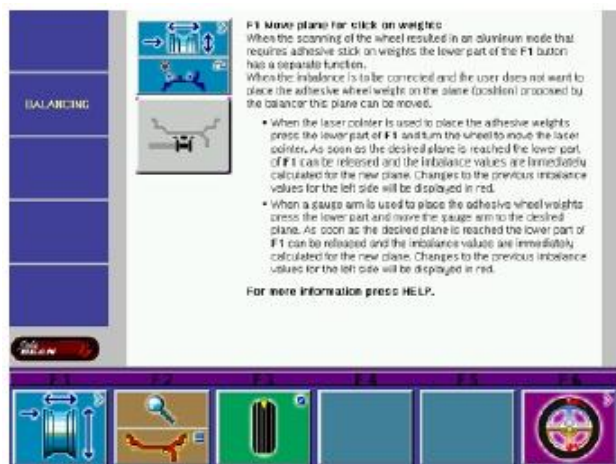 F1 Move plane for stick on weights
When the scanning of the wheel resulted in an aluminum mode that
requires adhesive stick on weights the lower part of the F1 button
has a separate function.
When the imbalance is to be corrected and the user does not want to
place the adhesive wheel weight on the plane (position) proposed by
the balancer this plane can be moved.
BALANCING
• When the laser pointer is used to place the adhesive weights
press the lower part of F1 and turn the wheel to move the laser
pointer. As soon as the desired plane is reached the lower part
of F1 can be released and the imbalance values are immediately
calculated for the new plane. Changes to the previous imbalance
values for the left side will be displayed in red.
• When a gauge arm is used to place the adhesive wheel weights
press the lower part and move the gauge arm to the desired
plane. As soon as the desired plane is reached the lower part of
F1 can be released and the imbalance values are immediately
calculated for the new plane. Changes to the previous imbalance
values for the left side will be displayed in red.
For more information press HELP.
F1 F2 F3 F4 F5 F6